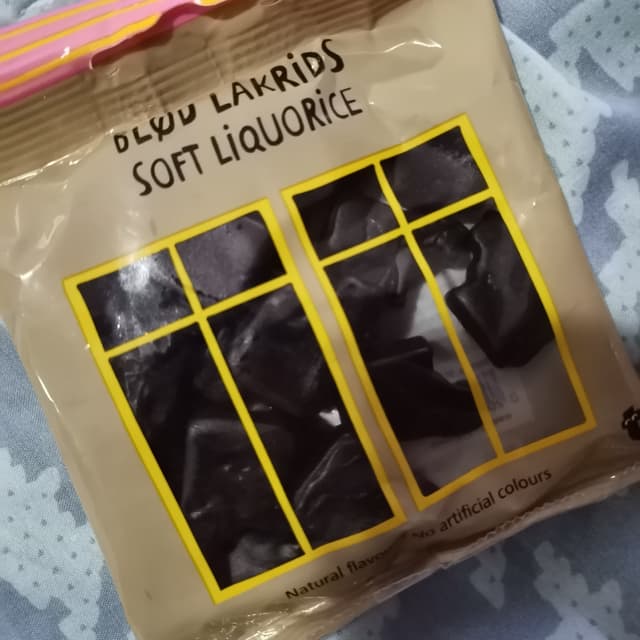 BLØD LAKRiDS
SOFT LiQUORiCE
Natural flavo No artificial colours